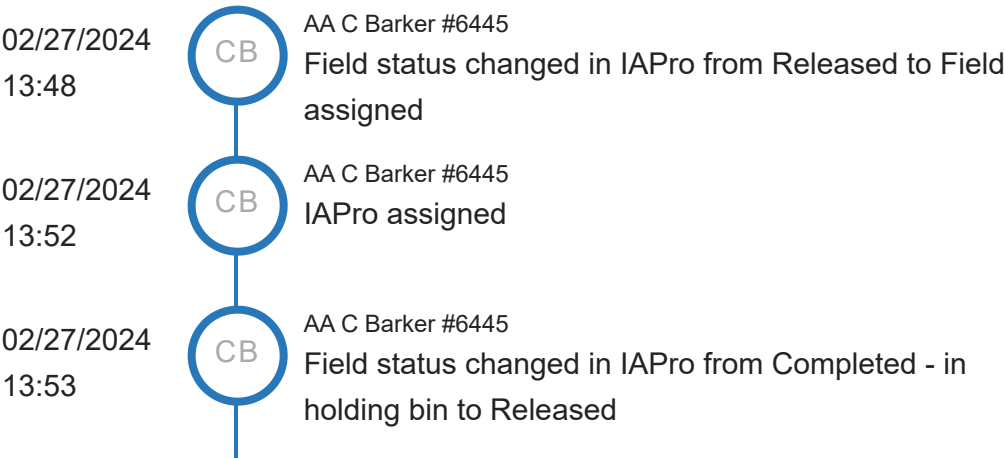 02/27/2024
13:48
CB
AA C Barker #6445
Field status changed in IAPro from Released to Field
assigned
02/27/2024
13:52
CB
AA C Barker #6445
IAPro assigned
02/27/2024
13:53
CB
AA C Barker #6445
Field status changed in IAPro from Completed - in
holding bin to Released